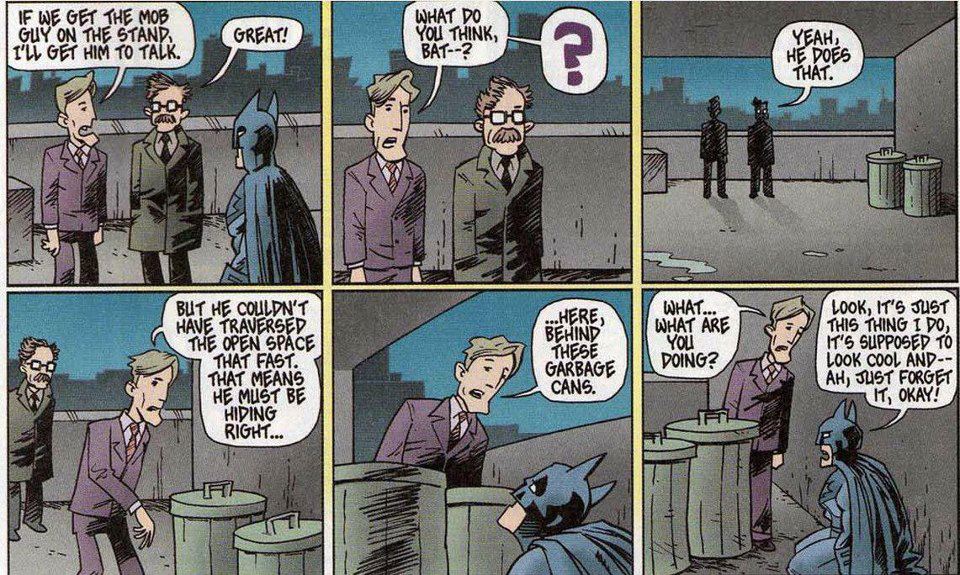 IF WE GET THE MOB
GUY ON THE STAND,
I'LL GET HIM TO TALK.
GREAT!
WHAT DO
YOU THINK,
BAT--?
?
YEAH,
HE DOES
THAT.
BUT HE COULDN'T
HAVE TRAVERSED
THE OPEN SPACE
THAT FAST.
THAT MEANS
HE MUST BE
HIDING
RIGHT...
...HERE,
BEHIND
THESE
GARBAGE
CANS.
WHAT...
WHAT ARE
YOU
DOING?
LOOK, IT'S JUST
THIS THING I DO,
IT'S SUPPOSED TO
LOOK COOL AND--
AH, JUST FORGET
IT, OKAY!